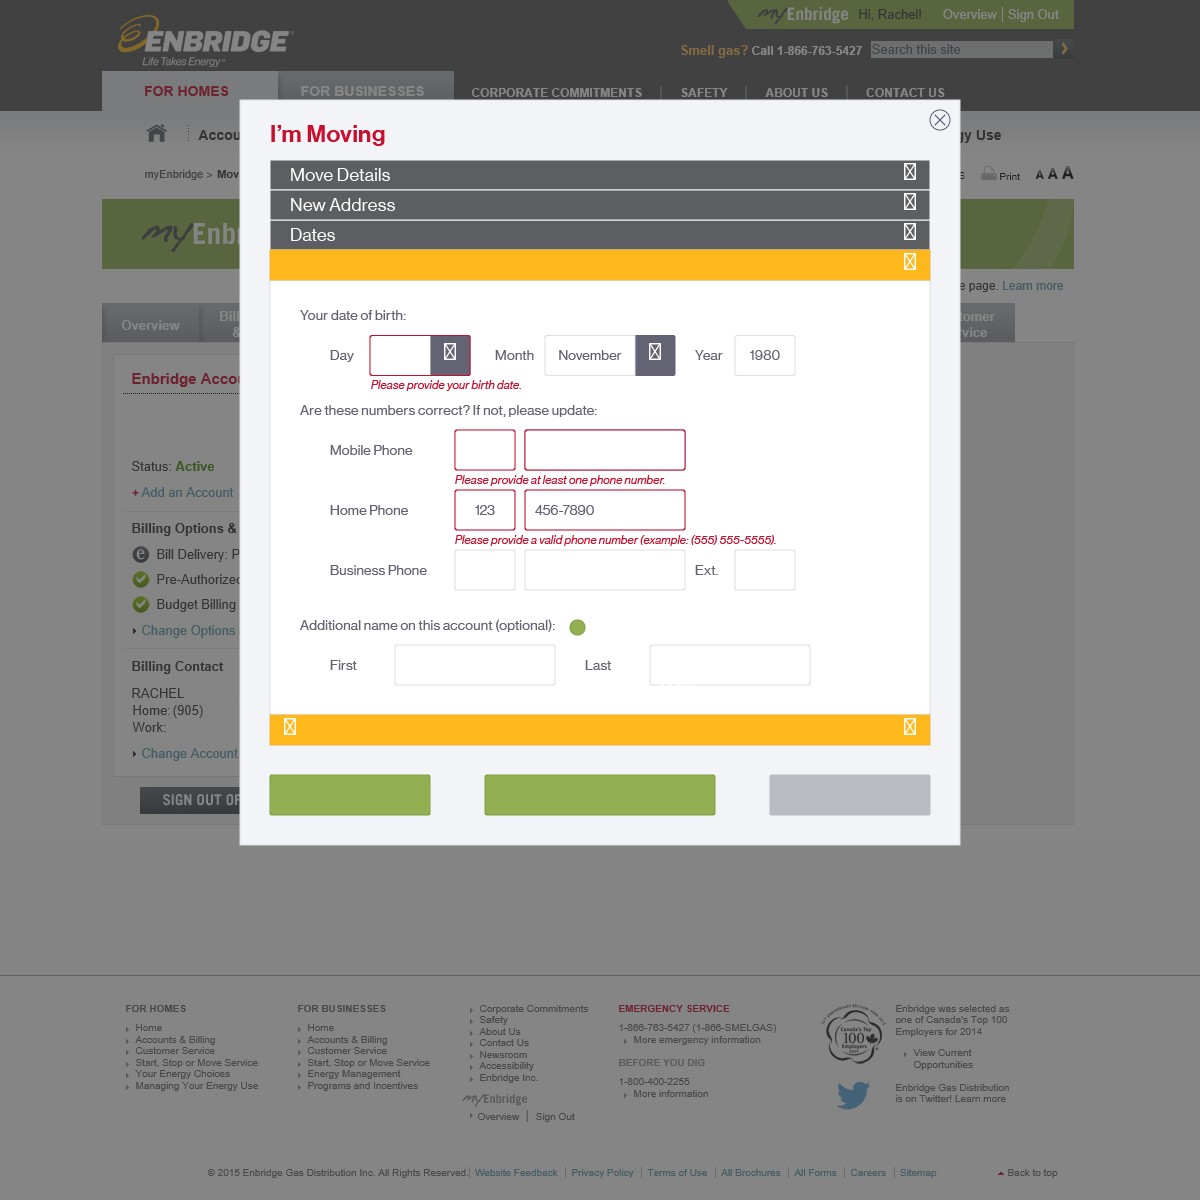 myEnbridge Hi, Rachel! Overview | Sign Out
ENBRIDGE
Life Takes Energy™
Smell gas? Call 1-866-763-5427 Search this site
FOR HOMES FOR BUSINESSES CORPORATE COMMITMENTS SAFETY ABOUT US CONTACT US
I'm Moving
Accou
gy Use
myEnbridge > Mov
Print A A A
Move Details
New Address
Dates
myEnb
e page. Learn more
Overview
Bill
&
tomer
rvice
Your date of birth:
Day Month November Year 1980
Please provide your birth date.
Are these numbers correct? If not, please update:
Mobile Phone
Please provide at least one phone number.
Home Phone 123 456-7890
Please provide a valid phone number (example: (555) 555-5555).
Business Phone Ext.
Additional name on this account (optional):
First Last
Enbridge Acco
Status: Active
+ Add an Account
Billing Options &
Bill Delivery: P
Pre-Authorized
Budget Billing
Change Options
Billing Contact
RACHEL
Home: (905)
Work:
Change Account
SIGN OUT OF
FOR HOMES
Home
Accounts & Billing
Customer Service
Start, Stop or Move Service
Your Energy Choices
Managing Your Energy Use
FOR BUSINESSES
Home
Accounts & Billing
Customer Service
Start, Stop or Move Service
Energy Management
Programs and Incentives
Corporate Commitments
Safety
About Us
Contact Us
Newsroom
Accessibility
Enbridge Inc.
myEnbridge
Overview | Sign Out
EMERGENCY SERVICE
1-866-763-5427 (1-866-SMELGAS)
More emergency information
BEFORE YOU DIG
1-800-400-2255
More information
Canada's Top
100
Employers
Enbridge was selected as
one of Canada's Top 100
Employers for 2014
View Current
Opportunities
Enbridge Gas Distribution
is on Twitter! Learn more
© 2015 Enbridge Gas Distribution Inc. All Rights Reserved. | Website Feedback | Privacy Policy | Terms of Use | All Brochures | All Forms | Careers | Sitemap
Back to top